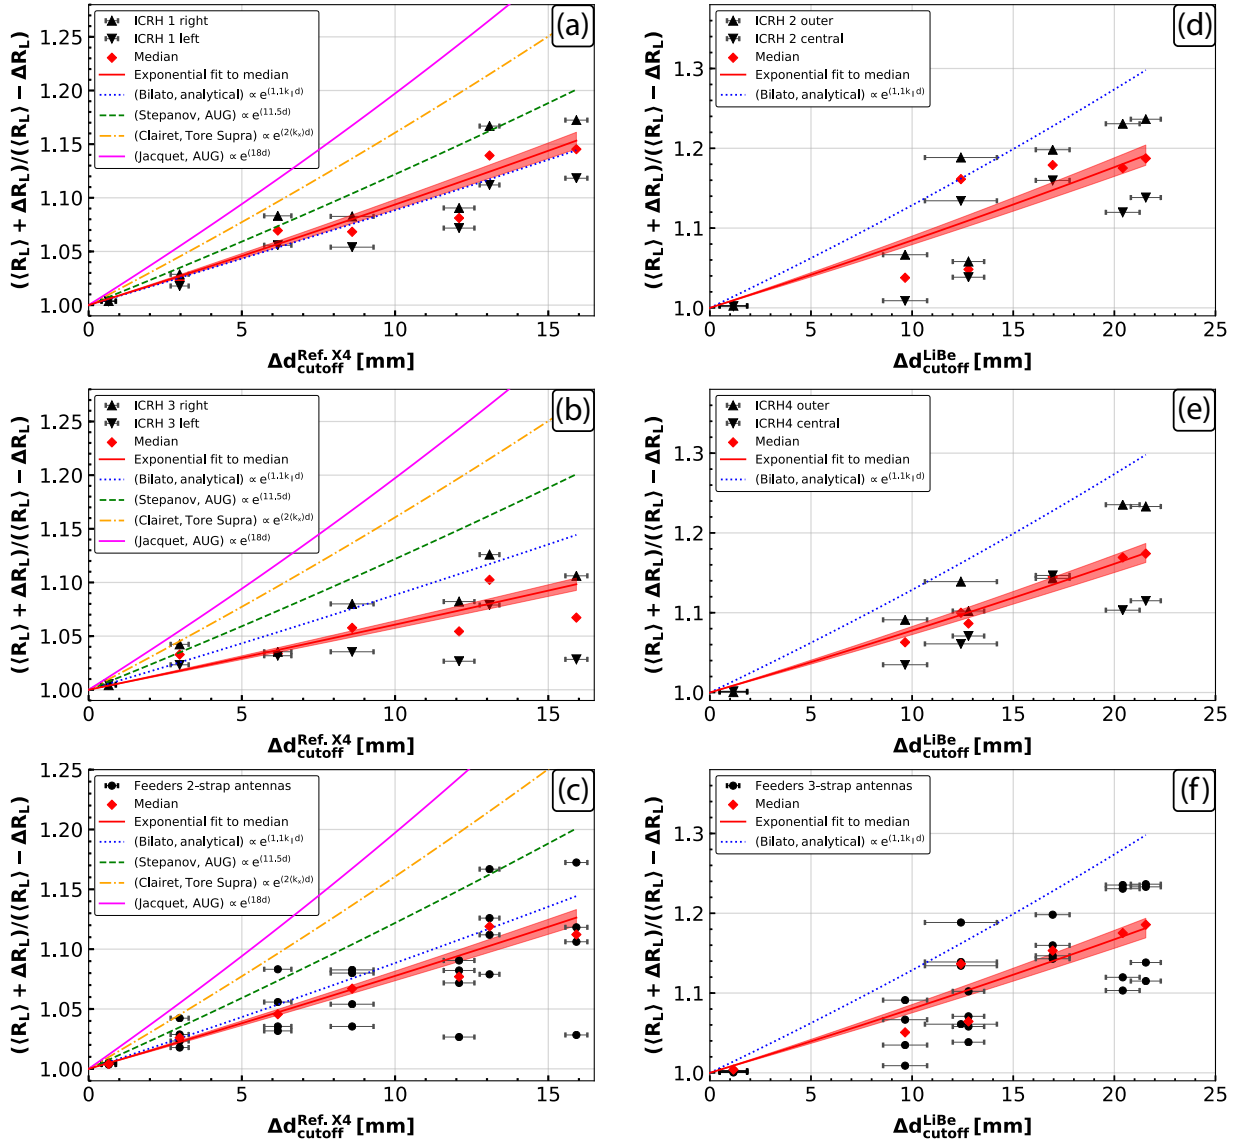 (⟨R_L⟩ + ΔR_L)/(⟨R_L⟩ − ΔR_L)
1.25
1.20
1.15
1.10
1.05
1.00
ICRH 1 right
ICRH 1 left
Median
Exponential fit to median
(Bilato, analytical) ∝ e^(1,1k_∥d)
(Stepanov, AUG) ∝ e^(11,5d)
(Clairet, Tore Supra) ∝ e^(2⟨k_x⟩d)
(Jacquet, AUG) ∝ e^(18d)
(a)
0 5 10 15
Δd_cutoff^Ref. X4 [mm]
(⟨R_L⟩ + ΔR_L)/(⟨R_L⟩ − ΔR_L)
1.3
1.2
1.1
1.0
ICRH 2 outer
ICRH 2 central
Median
Exponential fit to median
(Bilato, analytical) ∝ e^(1,1k_∥d)
(d)
0 5 10 15 20 25
Δd_cutoff^LiBe [mm]
(⟨R_L⟩ + ΔR_L)/(⟨R_L⟩ − ΔR_L)
1.25
1.20
1.15
1.10
1.05
1.00
ICRH 3 right
ICRH 3 left
Median
Exponential fit to median
(Bilato, analytical) ∝ e^(1,1k_∥d)
(Stepanov, AUG) ∝ e^(11,5d)
(Clairet, Tore Supra) ∝ e^(2⟨k_x⟩d)
(Jacquet, AUG) ∝ e^(18d)
(b)
0 5 10 15
Δd_cutoff^Ref. X4 [mm]
(⟨R_L⟩ + ΔR_L)/(⟨R_L⟩ − ΔR_L)
1.3
1.2
1.1
1.0
ICRH4 outer
ICRH4 central
Median
Exponential fit to median
(Bilato, analytical) ∝ e^(1,1k_∥d)
(e)
0 5 10 15 20 25
Δd_cutoff^LiBe [mm]
(⟨R_L⟩ + ΔR_L)/(⟨R_L⟩ − ΔR_L)
1.25
1.20
1.15
1.10
1.05
1.00
Feeders 2-strap antennas
Median
Exponential fit to median
(Bilato, analytical) ∝ e^(1,1k_∥d)
(Stepanov, AUG) ∝ e^(11,5d)
(Clairet, Tore Supra) ∝ e^(2⟨k_x⟩d)
(Jacquet, AUG) ∝ e^(18d)
(c)
0 5 10 15
Δd_cutoff^Ref. X4 [mm]
(⟨R_L⟩ + ΔR_L)/(⟨R_L⟩ − ΔR_L)
1.3
1.2
1.1
1.0
Feeders 3-strap antennas
Median
Exponential fit to median
(Bilato, analytical) ∝ e^(1,1k_∥d)
(f)
0 5 10 15 20 25
Δd_cutoff^LiBe [mm]